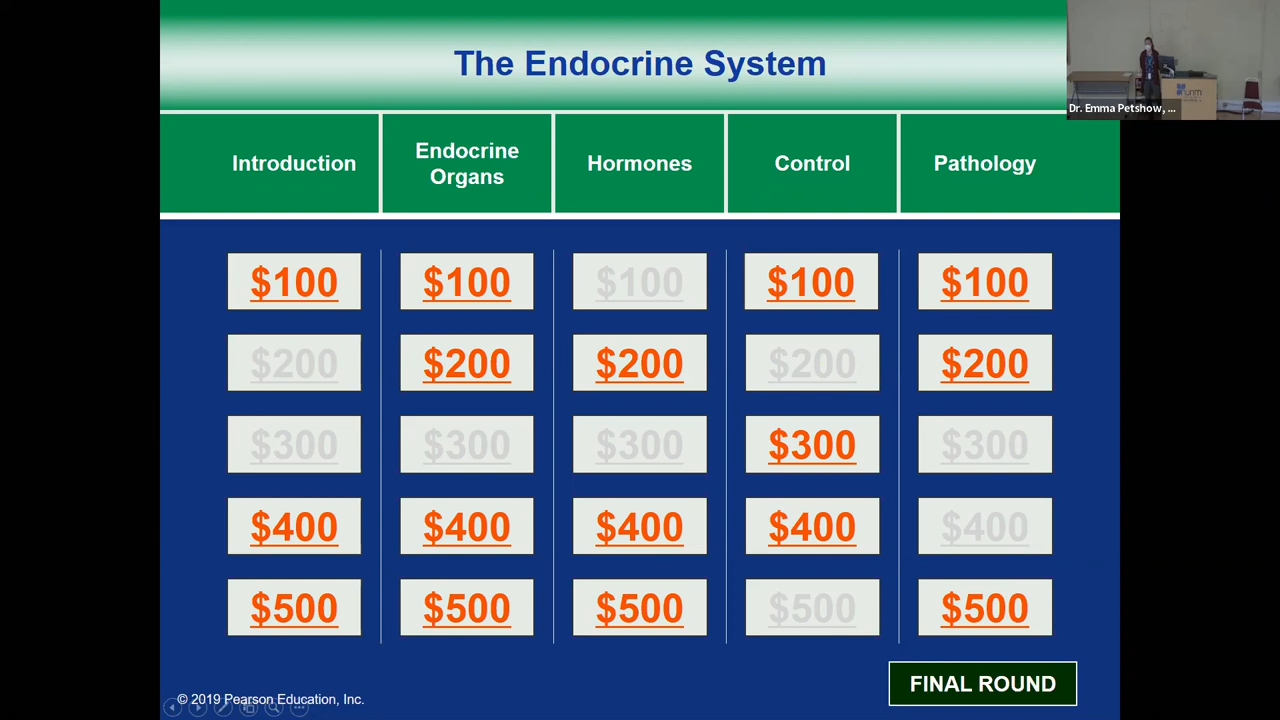 The Endocrine System
Dr. Emma Petshow, ...
Introduction
Endocrine
Organs
Hormones
Control
Pathology
$100 $100 $100 $100 $100
$200 $200 $200 $200 $200
$300 $300 $300 $300 $300
$400 $400 $400 $400 $400
$500 $500 $500 $500 $500
FINAL ROUND
© 2019 Pearson Education, Inc.